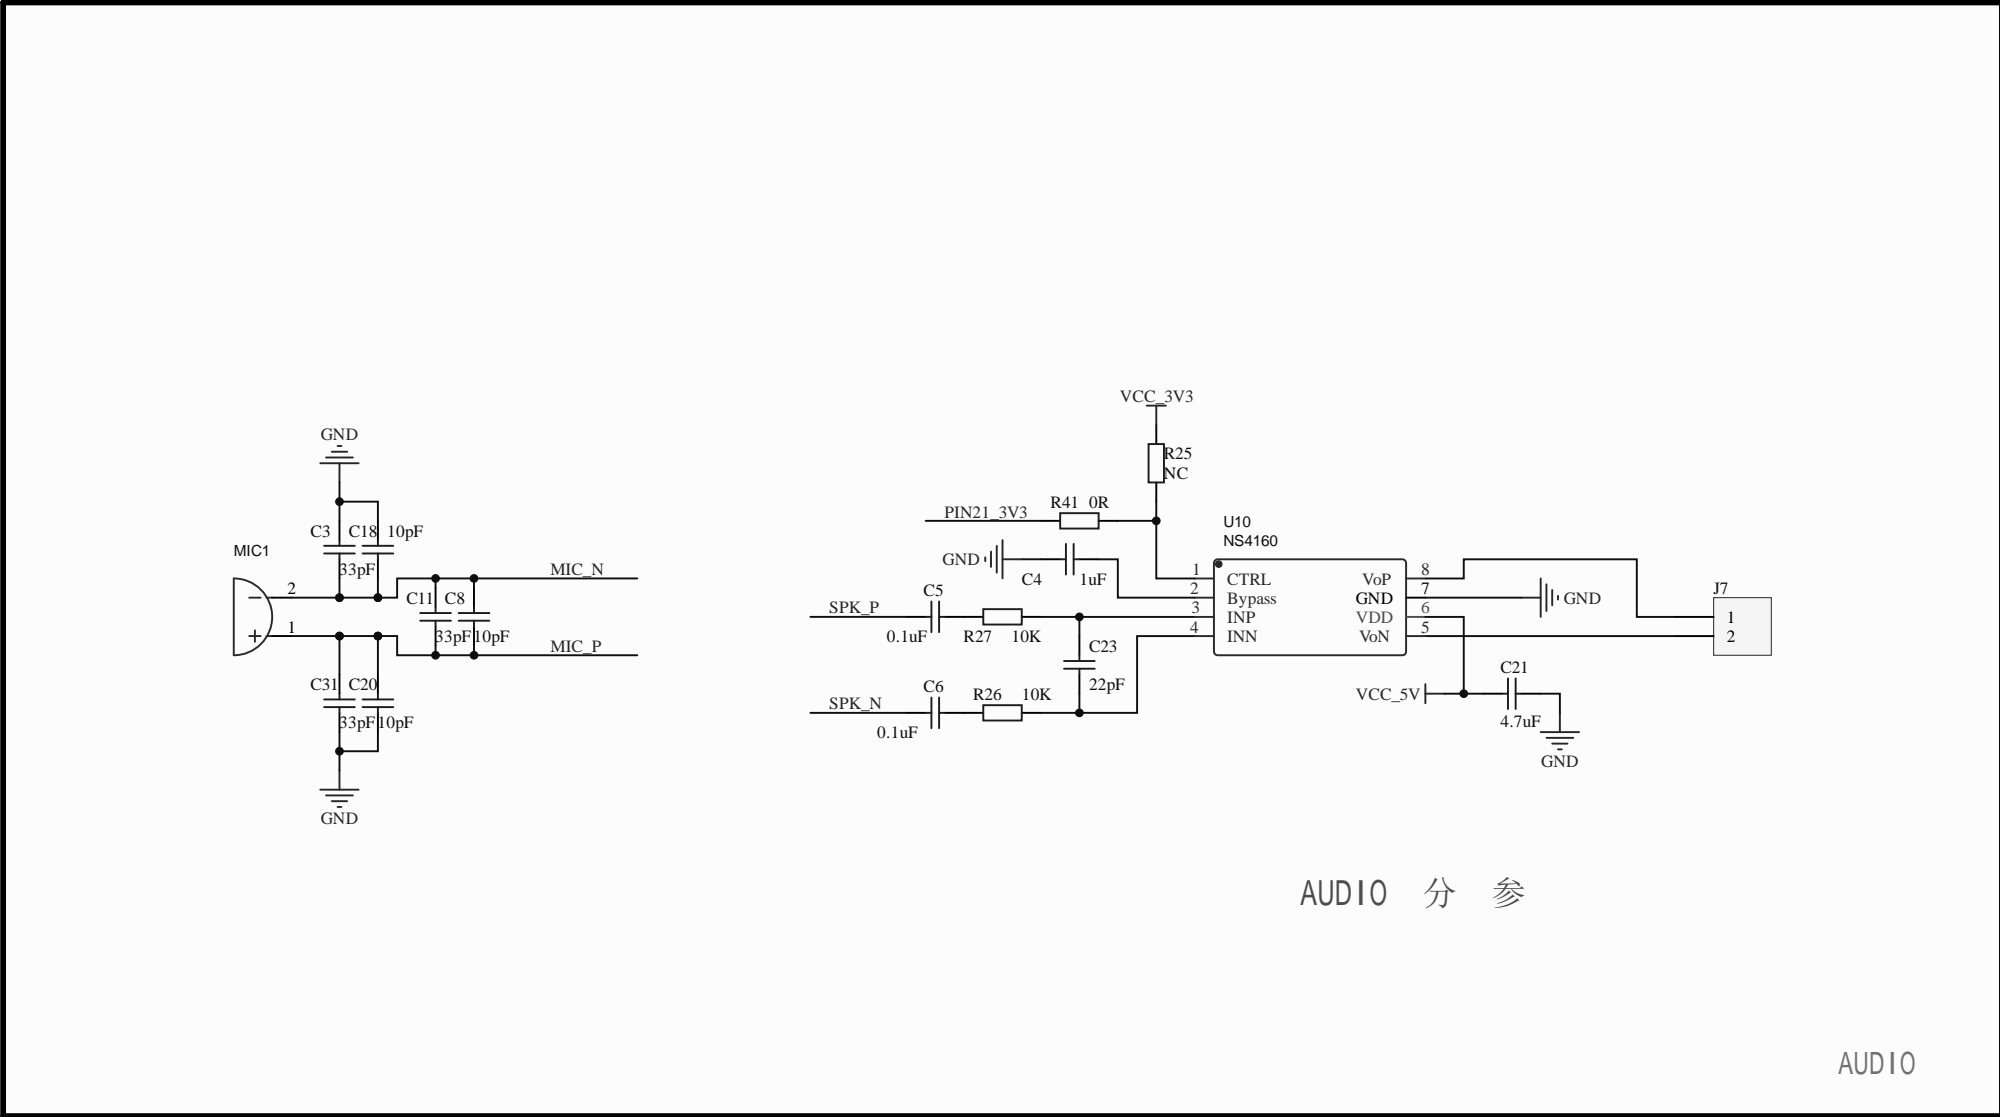 VCC_3V3
GND
R25
NC
R41 0R
PIN21_3V3
C3 C18 10pF
U10
NS4160
MIC1
33pF
MIC_N
GND
C4 1uF
1 CTRL VoP 8
2 Bypass GND 7 GND
3 INP VDD 6
4 INN VoN 5
J7
1
2
2
C11 C8
C5
SPK_P
0.1uF R27 10K
1
33pF 10pF
MIC_P
C23
22pF
C31 C20
33pF 10pF
C6
R26 10K
SPK_N
0.1uF
C21
VCC_5V
4.7uF
GND
GND
AUDIO 分 参
AUDIO